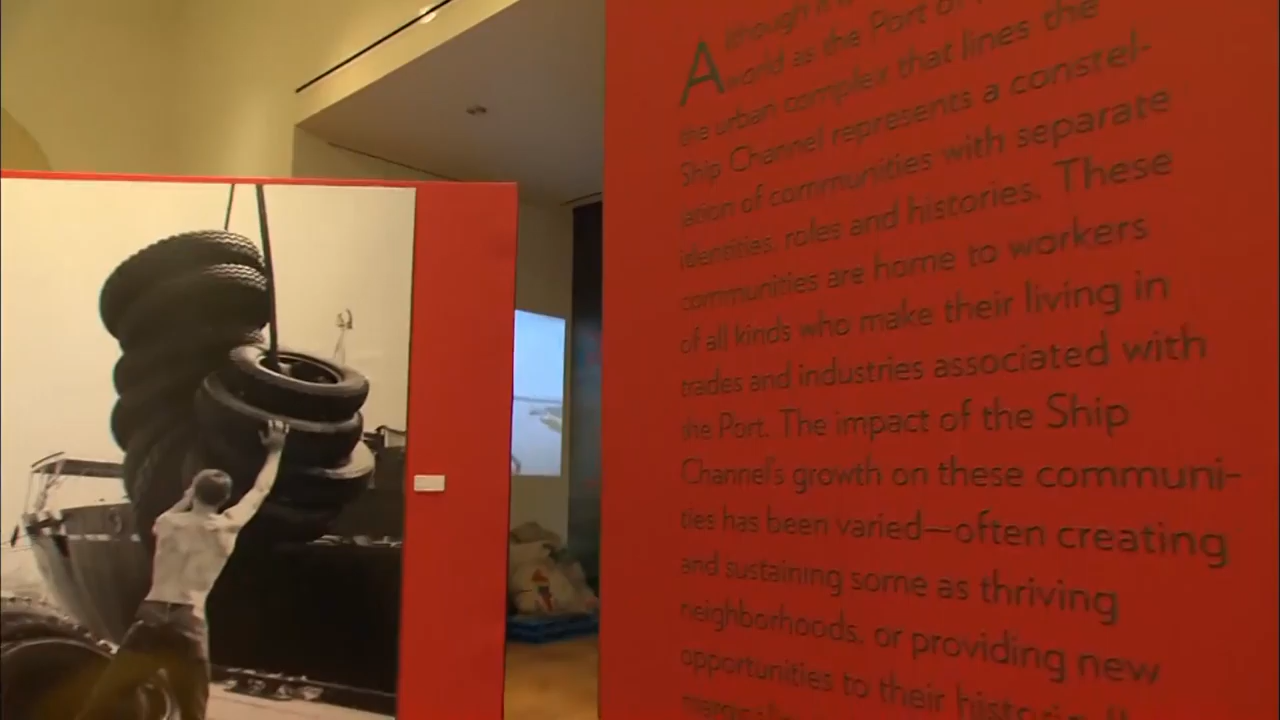 Although it
world as the Port of
the urban complex that lines the
Ship Channel represents a constel-
lation of communities with separate
identities, roles and histories. These
communities are home to workers
of all kinds who make their living in
trades and industries associated with
the Port. The impact of the Ship
Channel's growth on these communi-
ties has been varied—often creating
and sustaining some as thriving
neighborhoods, or providing new
opportunities to their